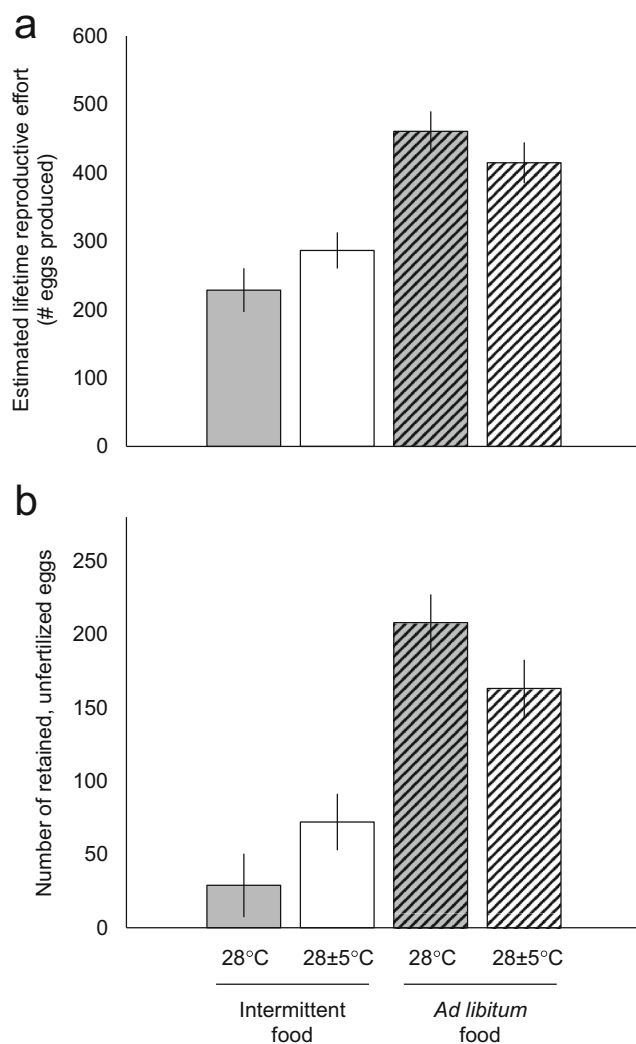 a
Estimated lifetime reproductive effort
(# eggs produced)
600
500
400
300
200
100
0
b
Number of retained, unfertilized eggs
250
200
150
100
50
0
28°C
28±5°C
28°C
28±5°C
Intermittent
food
Ad libitum
food